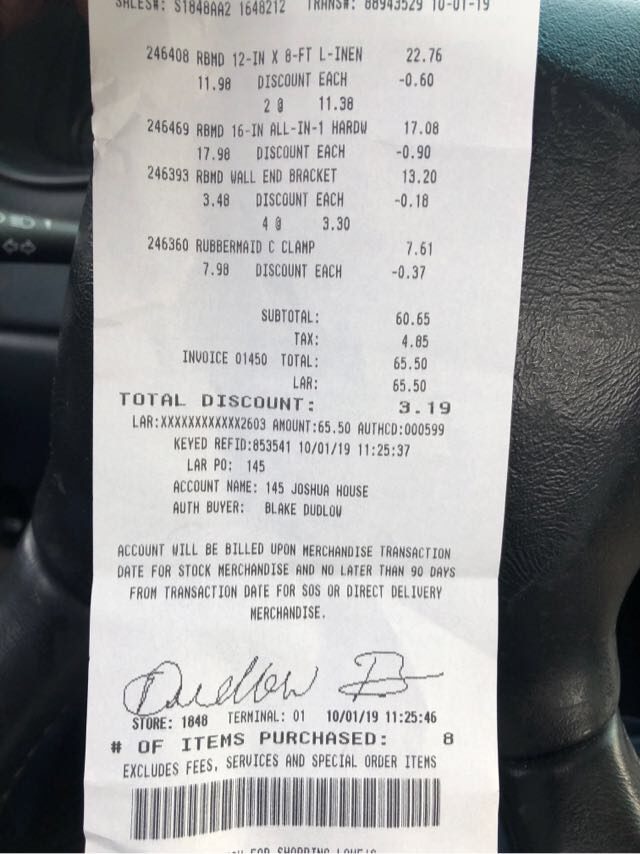 SALES#: S1848AA2 1648212 TRANS#: 88943529 10-01-19
246408 RBMD 12-IN X 8-FT L-INEN 22.76
11.98 DISCOUNT EACH -0.60
2 @ 11.38
246469 RBMD 16-IN ALL-IN-1 HARDW 17.08
17.98 DISCOUNT EACH -0.90
246393 RBMD WALL END BRACKET 13.20
3.48 DISCOUNT EACH -0.18
4 @ 3.30
246360 RUBBERMAID C CLAMP 7.61
7.98 DISCOUNT EACH -0.37
SUBTOTAL: 60.65
TAX: 4.85
INVOICE 01450 TOTAL: 65.50
LAR: 65.50
TOTAL DISCOUNT: 3.19
LAR:XXXXXXXXXXXX2603 AMOUNT:65.50 AUTHCD:000599
KEYED REFID:853541 10/01/19 11:25:37
LAR PO: 145
ACCOUNT NAME: 145 JOSHUA HOUSE
AUTH BUYER: BLAKE DUDLOW
ACCOUNT WILL BE BILLED UPON MERCHANDISE TRANSACTION
DATE FOR STOCK MERCHANDISE AND NO LATER THAN 90 DAYS
FROM TRANSACTION DATE FOR SOS OR DIRECT DELIVERY
MERCHANDISE.
Dudlow B
STORE: 1848 TERMINAL: 01 10/01/19 11:25:46
# OF ITEMS PURCHASED: 8
EXCLUDES FEES, SERVICES AND SPECIAL ORDER ITEMS
FOR SHOPPING LOWE'S